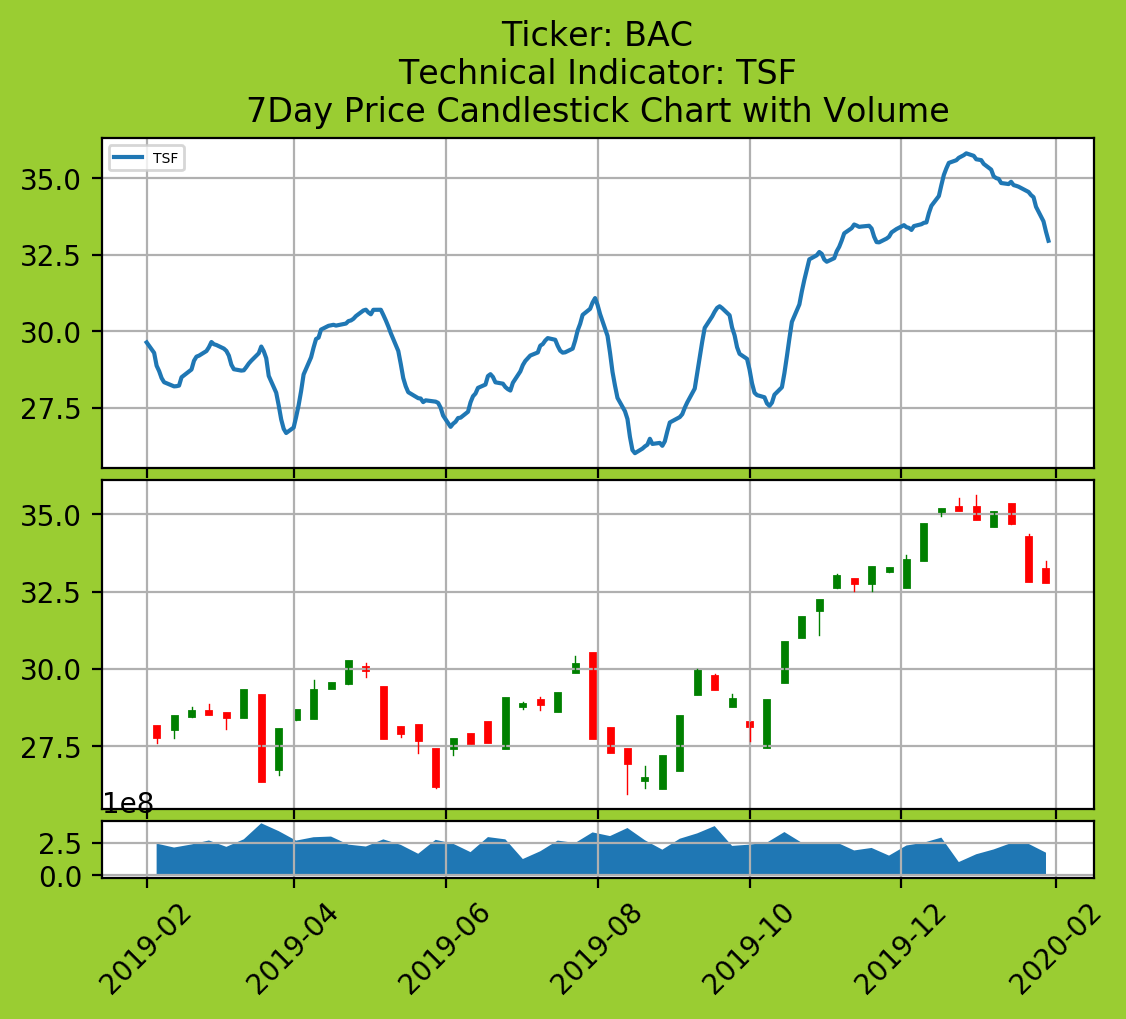 Ticker: BAC
Technical Indicator: TSF
7Day Price Candlestick Chart with Volume
TSF
35.0
32.5
30.0
27.5
35.0
32.5
30.0
27.5
1e8
2.5
0.0
2019-02 2019-04 2019-06 2019-08 2019-10 2019-12 2020-02